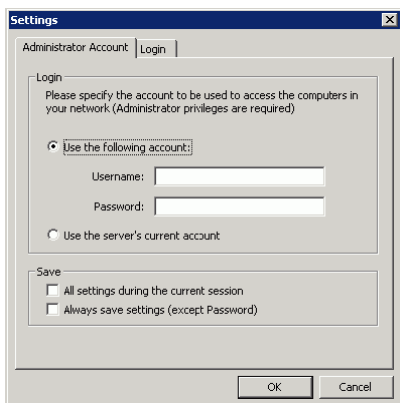 Settings
Administrator Account
Login
Login
Please specify the account to be used to access the computers in
your network (Administrator privileges are required)
Use the following account:
Username:
Password:
Use the server's current account
Save
All settings during the current session
Always save settings (except Password)
OK
Cancel